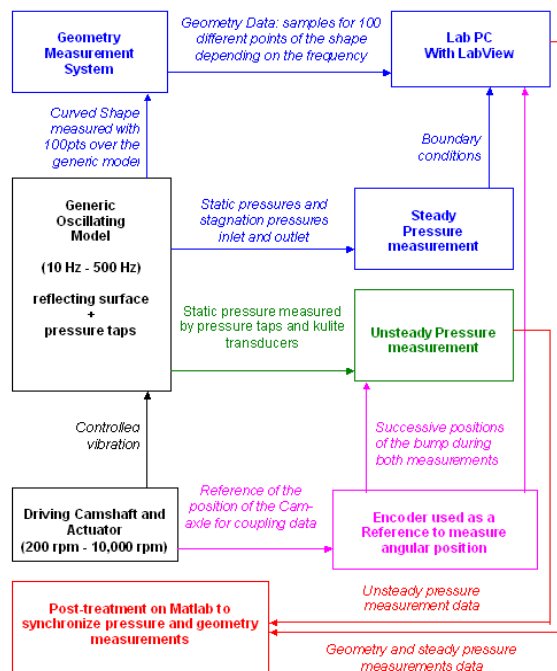 Geometry
Measurement
System
Geometry Data: samples for 100
different points of the shape
depending on the frequency
Lab PC
With LabView
Curved Shape
measured with
100pts over the
generic model
Boundary
conditions
Generic
Oscillating
Model
(10 Hz - 500 Hz)
reflecting surface
+
pressure taps
Static pressures and
stagnation pressures
inlet and outlet
Steady
Pressure
measurement
Static pressure measured
by pressure taps and kulite
transducers
Unsteady Pressure
measurement
Controlled
vibration
Successive positions
of the bump during
both measurements
Driving Camshaft and
Actuator
(200 rpm - 10,000 rpm)
Reference of the
position of the Cam-
axle for coupling data
Encoder used as a
Reference to measure
angular position
Post-treatment on Matlab to
synchronize pressure and geometry
measurements
Unsteady pressure
measurement data
Geometry and steady pressure
measurements data